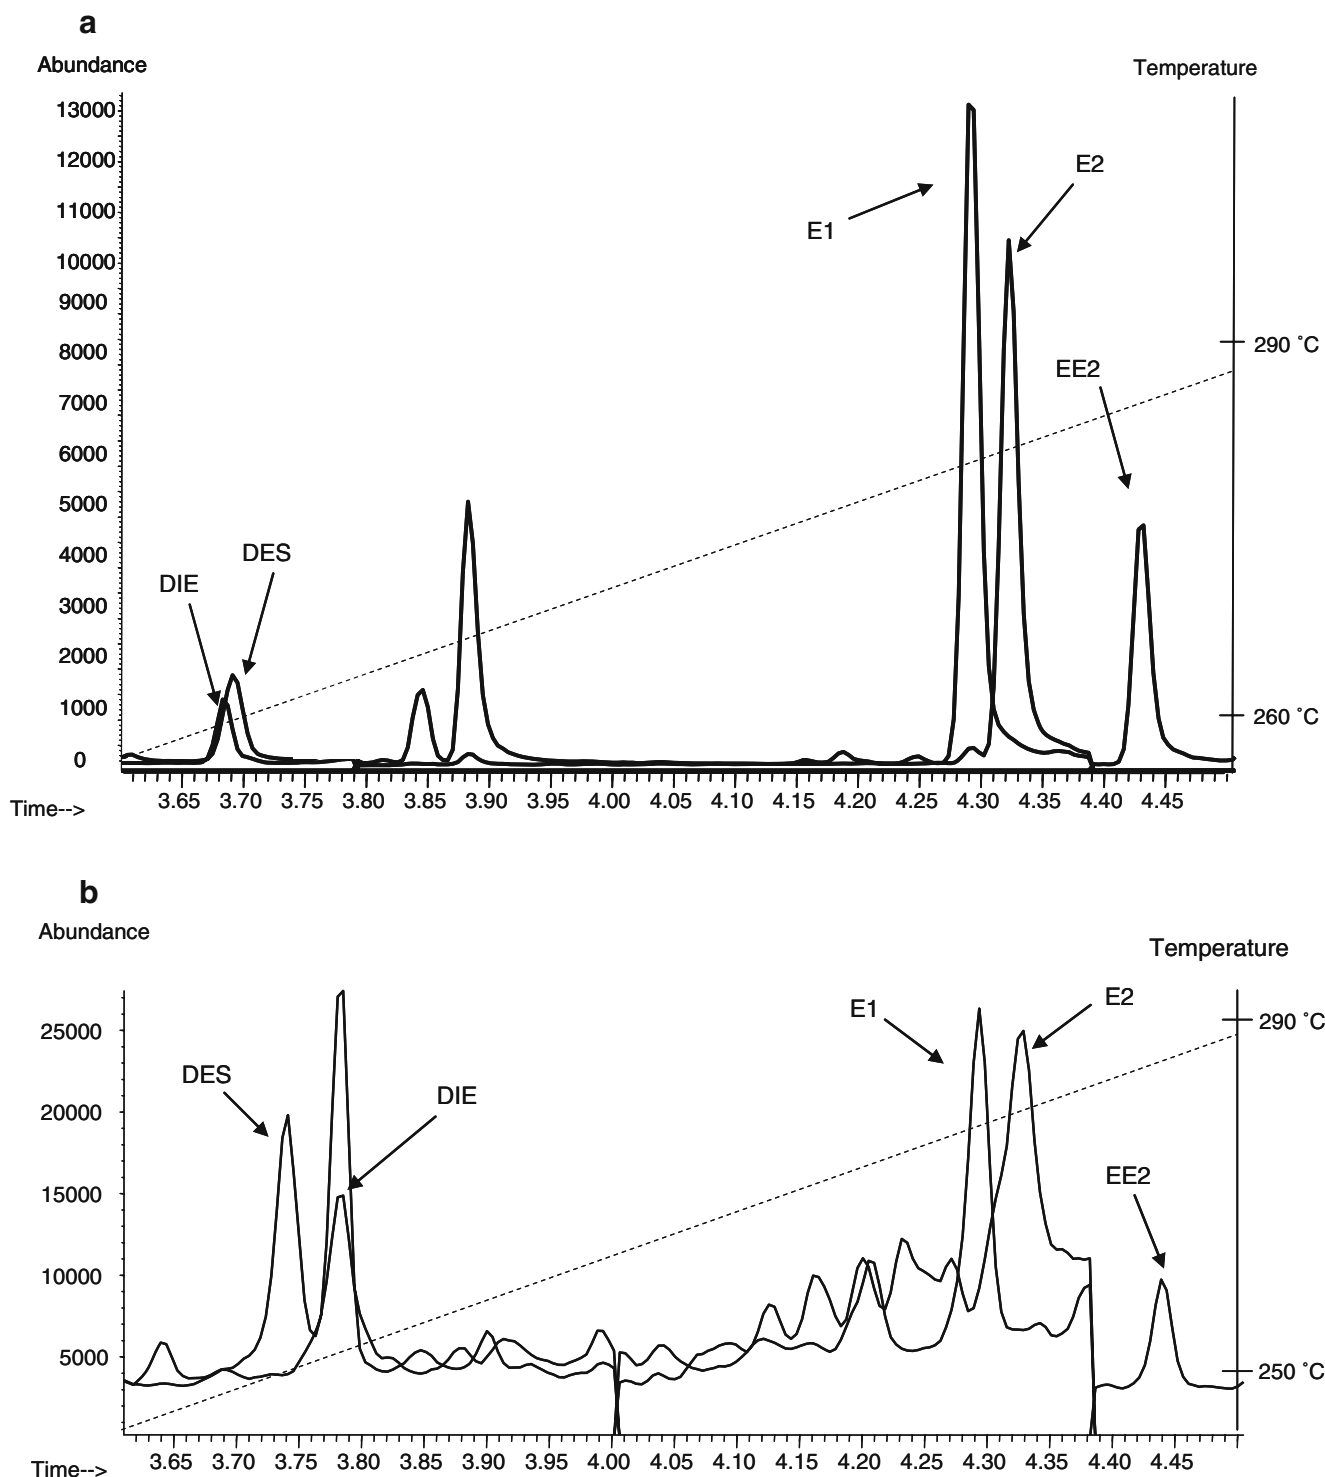 a
Abundance
Temperature
13000
12000
E2
11000
E1
10000
9000
8000
290 ˚C
EE2
7000
6000
5000
DES
4000
DIE
3000
2000
1000
260 ˚C
0
3.65 3.70 3.75 3.80 3.85 3.90 3.95 4.00 4.05 4.10 4.15 4.20 4.25 4.30 4.35 4.40 4.45
Time-->
b
Abundance
Temperature
E1
E2
290 ˚C
25000
DES
DIE
20000
EE2
15000
10000
5000
250 ˚C
3.65 3.70 3.75 3.80 3.85 3.90 3.95 4.00 4.05 4.10 4.15 4.20 4.25 4.30 4.35 4.40 4.45
Time-->